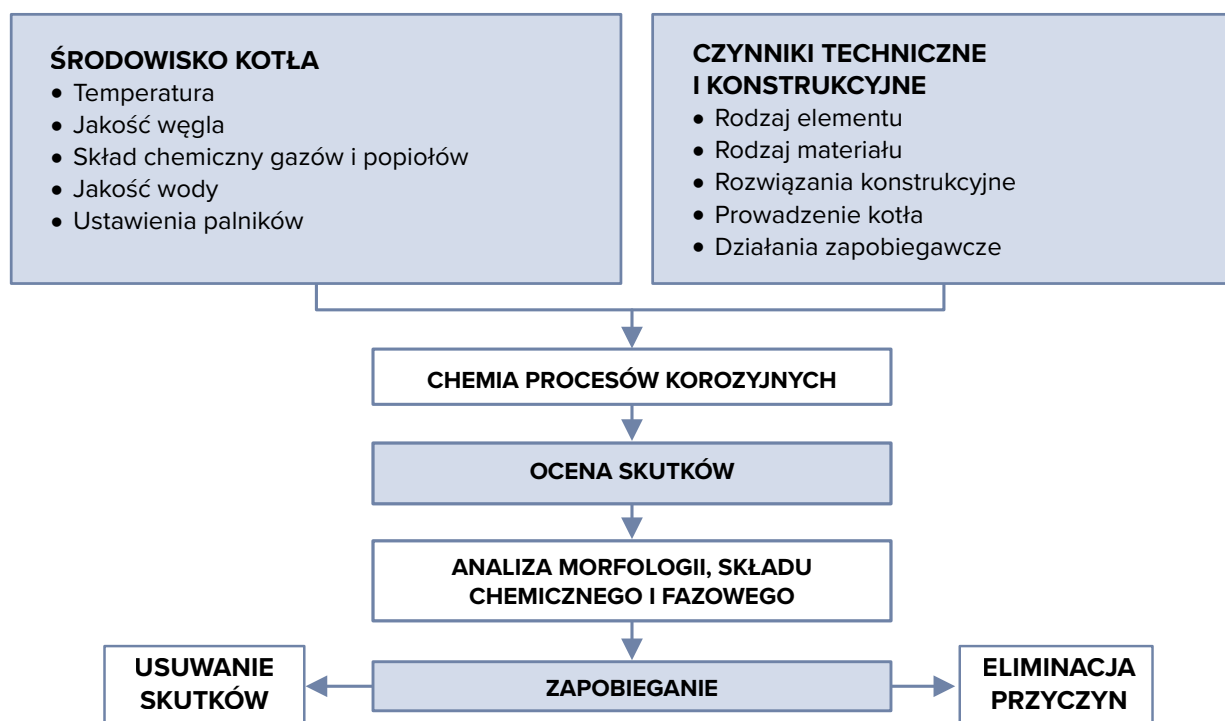 ŚRODOWISKO KOTŁA
• Temperatura
• Jakość węgla
• Skład chemiczny gazów i popiołów
• Jakość wody
• Ustawienia palników
CZYNNIKI TECHNICZNE
I KONSTRUKCYJNE
• Rodzaj elementu
• Rodzaj materiału
• Rozwiązania konstrukcyjne
• Prowadzenie kotła
• Działania zapobiegawcze
CHEMIA PROCESÓW KOROZYJNYCH
OCENA SKUTKÓW
ANALIZA MORFOLOGII, SKŁADU
CHEMICZNEGO I FAZOWEGO
USUWANIE
SKUTKÓW
ZAPOBIEGANIE
ELIMINACJA
PRZYCZYN